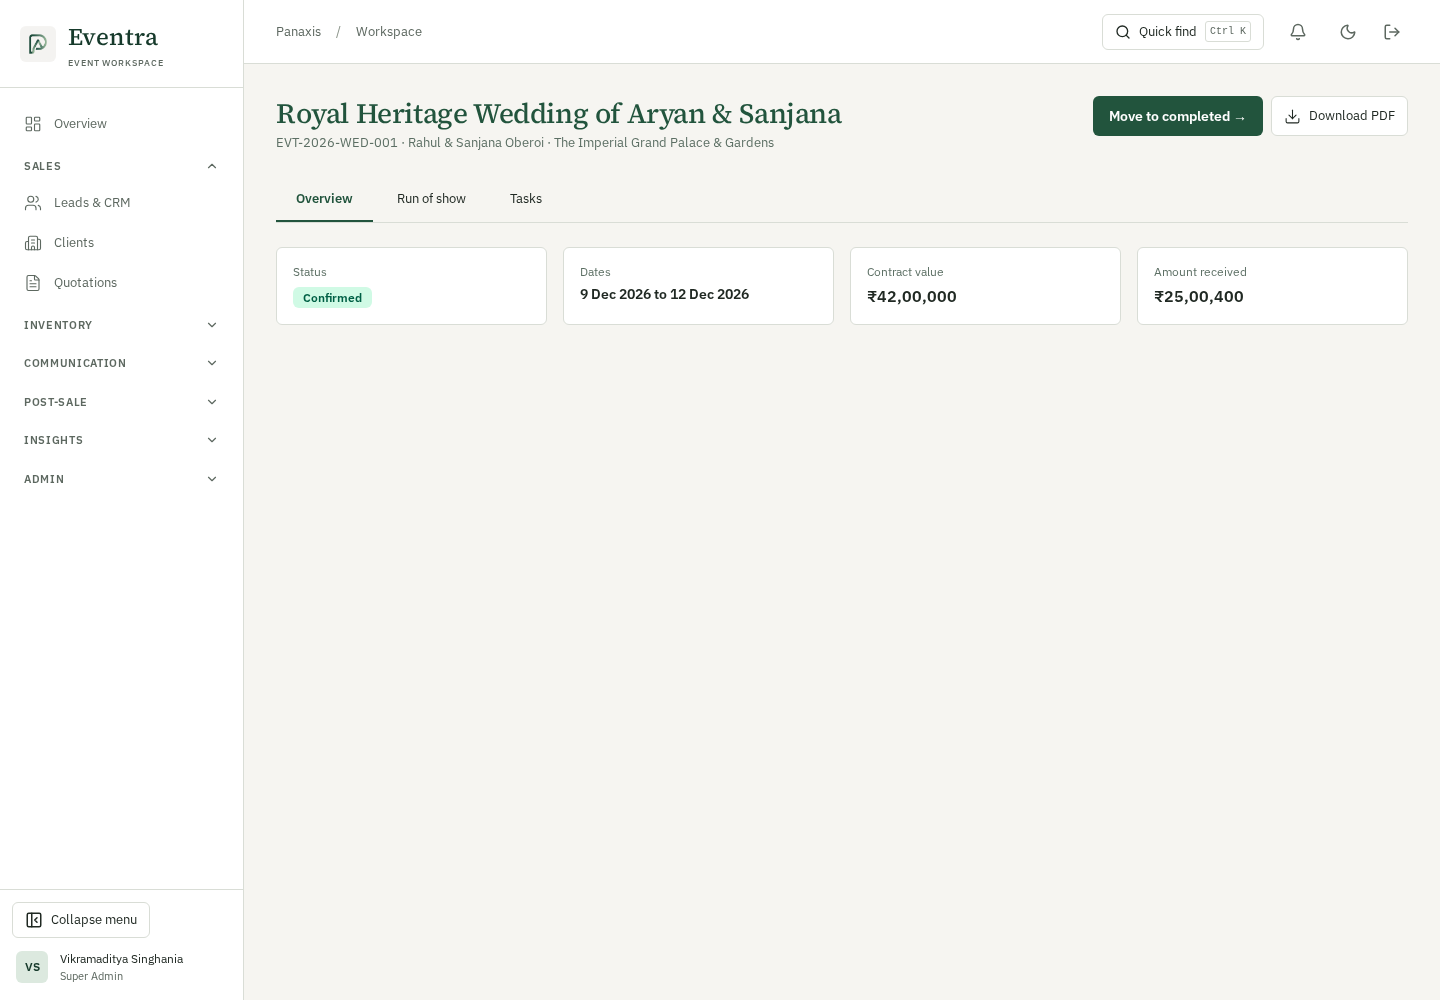 Eventra
EVENT WORKSPACE
Overview
SALES
Leads & CRM
Clients
Quotations
INVENTORY
COMMUNICATION
POST-SALE
INSIGHTS
ADMIN
Collapse menu
VS
Vikramaditya Singhania
Super Admin
Panaxis / Workspace
Quick find Ctrl K
Royal Heritage Wedding of Aryan & Sanjana
EVT-2026-WED-001 · Rahul & Sanjana Oberoi · The Imperial Grand Palace & Gardens
Move to completed →
Download PDF
Overview Run of show Tasks
Status
Confirmed
Dates
9 Dec 2026 to 12 Dec 2026
Contract value
₹42,00,000
Amount received
₹25,00,400